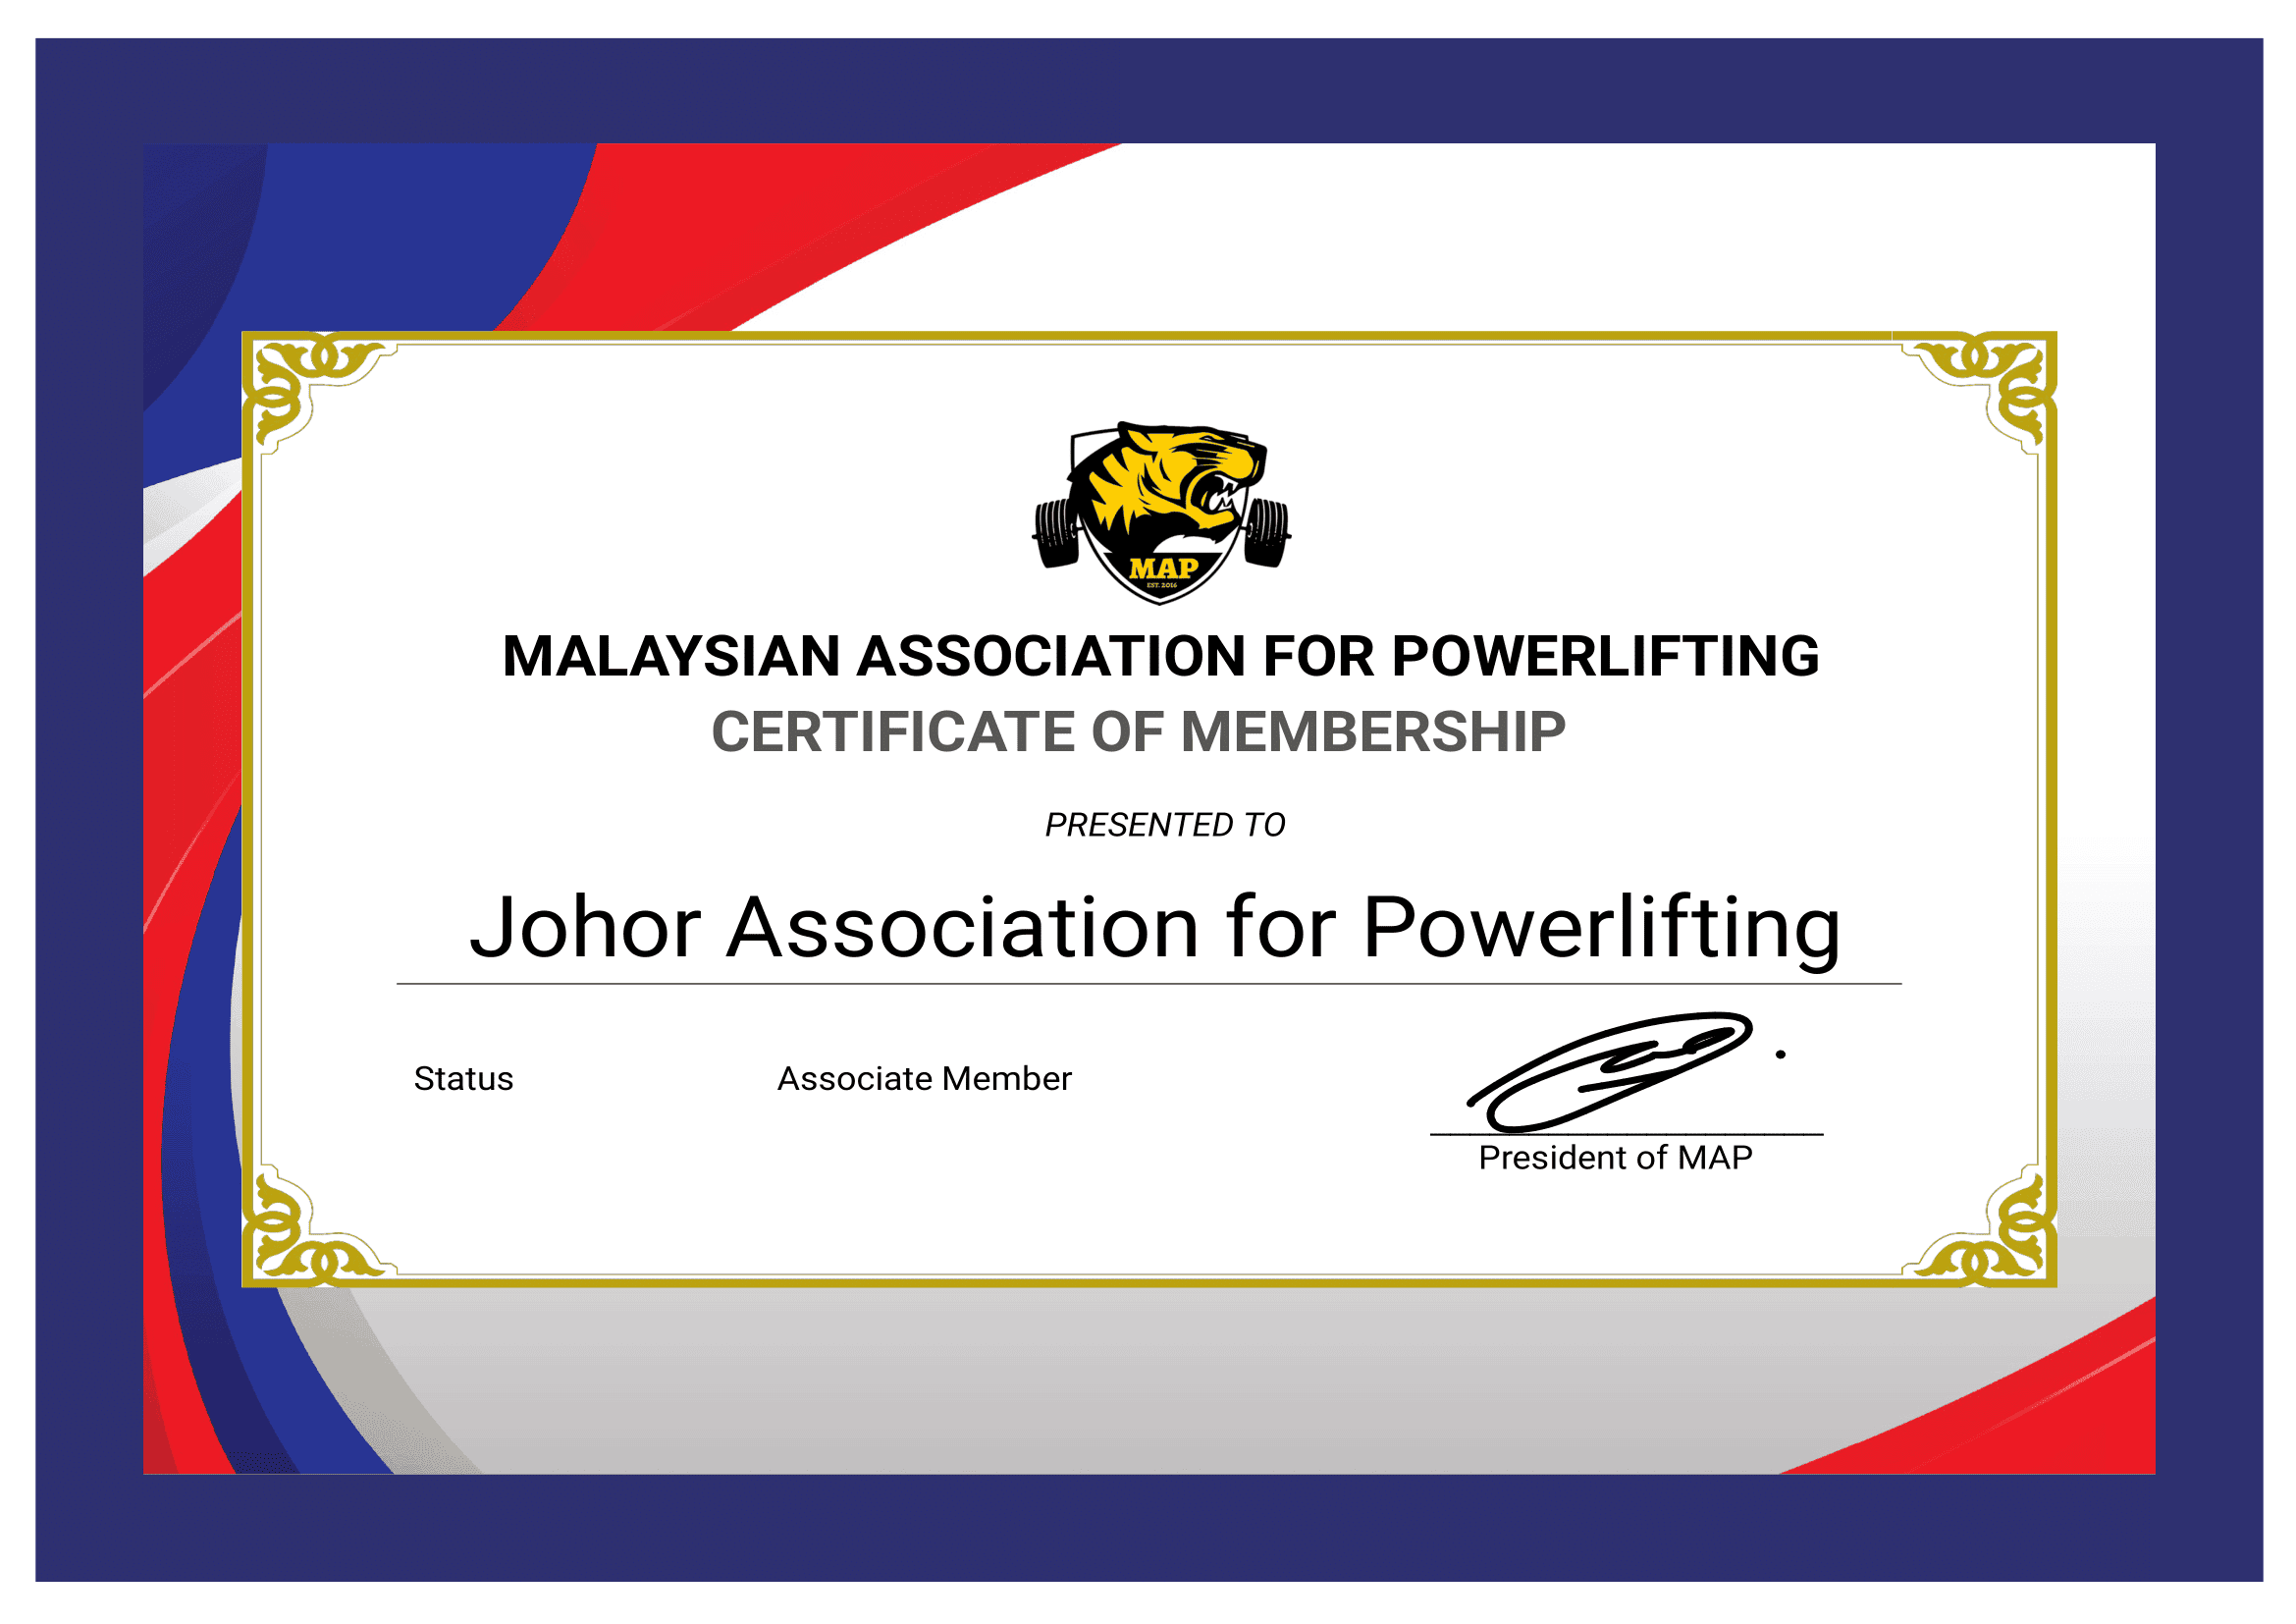 MAP
EST. 2016
MALAYSIAN ASSOCIATION FOR POWERLIFTING
CERTIFICATE OF MEMBERSHIP
PRESENTED TO
Johor Association for Powerlifting
Status Associate Member
President of MAP